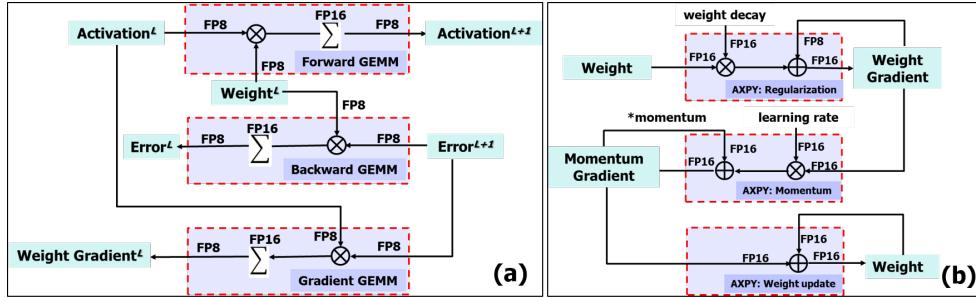 FP8
FP16
FP8
Activation^L
Activation^{L+1}
Forward GEMM
FP8
Weight^L
FP8
Error^L
FP8
FP16
FP8
Error^{L+1}
Backward GEMM
Weight Gradient^L
FP8
FP16
FP8
FP8
Gradient GEMM
(a)
weight decay
FP16
FP8
Weight
FP16
FP16
Weight
Gradient
AXPY: Regularization
*momentum
learning rate
Momentum
Gradient
FP16
FP16
FP16
FP16
AXPY: Momentum
FP16
FP16
FP16
Weight
AXPY: Weight update
(b)